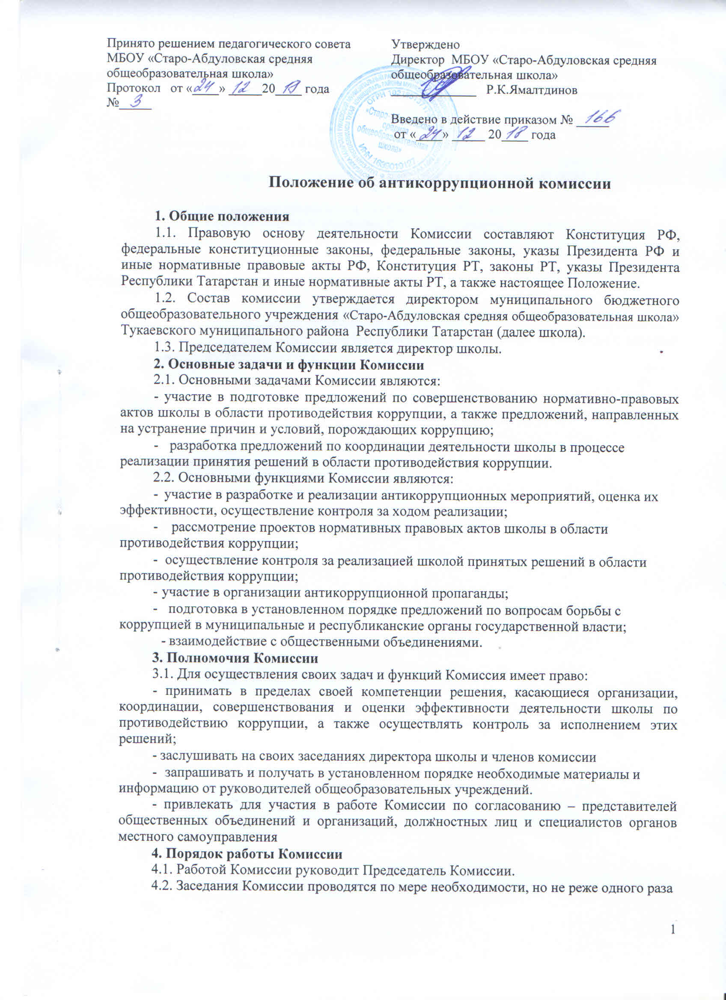 Принято решением педагогического совета
МБОУ «Старо-Абдуловская средняя
общеобразовательная школа»
Протокол от «24» 12 2018 года
№ 3
Утверждено
Директор МБОУ «Старо-Абдуловская средняя
общеобразовательная школа»
Р.К.Ямалтдинов
Введено в действие приказом № 166
от «24» 12 2018 года
«Старо-
средняя
общеобразовательная
школа»
Положение об антикоррупционной комиссии
1. Общие положения
1.1. Правовую основу деятельности Комиссии составляют Конституция РФ,
федеральные конституционные законы, федеральные законы, указы Президента РФ и
иные нормативные правовые акты РФ, Конституция РТ, законы РТ, указы Президента
Республики Татарстан и иные нормативные акты РТ, а также настоящее Положение.
1.2. Состав комиссии утверждается директором муниципального бюджетного
общеобразовательного учреждения «Старо-Абдуловская средняя общеобразовательная школа»
Тукаевского муниципального района Республики Татарстан (далее школа).
1.3. Председателем Комиссии является директор школы.
2. Основные задачи и функции Комиссии
2.1. Основными задачами Комиссии являются:
- участие в подготовке предложений по совершенствованию нормативно-правовых
актов школы в области противодействия коррупции, а также предложений, направленных
на устранение причин и условий, порождающих коррупцию;
- разработка предложений по координации деятельности школы в процессе
реализации принятия решений в области противодействия коррупции.
2.2. Основными функциями Комиссии являются:
- участие в разработке и реализации антикоррупционных мероприятий, оценка их
эффективности, осуществление контроля за ходом реализации;
- рассмотрение проектов нормативных правовых актов школы в области
противодействия коррупции;
- осуществление контроля за реализацией школой принятых решений в области
противодействия коррупции;
- участие в организации антикоррупционной пропаганды;
- подготовка в установленном порядке предложений по вопросам борьбы с
коррупцией в муниципальные и республиканские органы государственной власти;
- взаимодействие с общественными объединениями.
3. Полномочия Комиссии
3.1. Для осуществления своих задач и функций Комиссия имеет право:
- принимать в пределах своей компетенции решения, касающиеся организации,
координации, совершенствования и оценки эффективности деятельности школы по
противодействию коррупции, а также осуществлять контроль за исполнением этих
решений;
- заслушивать на своих заседаниях директора школы и членов комиссии
- запрашивать и получать в установленном порядке необходимые материалы и
информацию от руководителей общеобразовательных учреждений.
- привлекать для участия в работе Комиссии по согласованию – представителей
общественных объединений и организаций, должностных лиц и специалистов органов
местного самоуправления
4. Порядок работы Комиссии
4.1. Работой Комиссии руководит Председатель Комиссии.
4.2. Заседания Комиссии проводятся по мере необходимости, но не реже одного раза
1